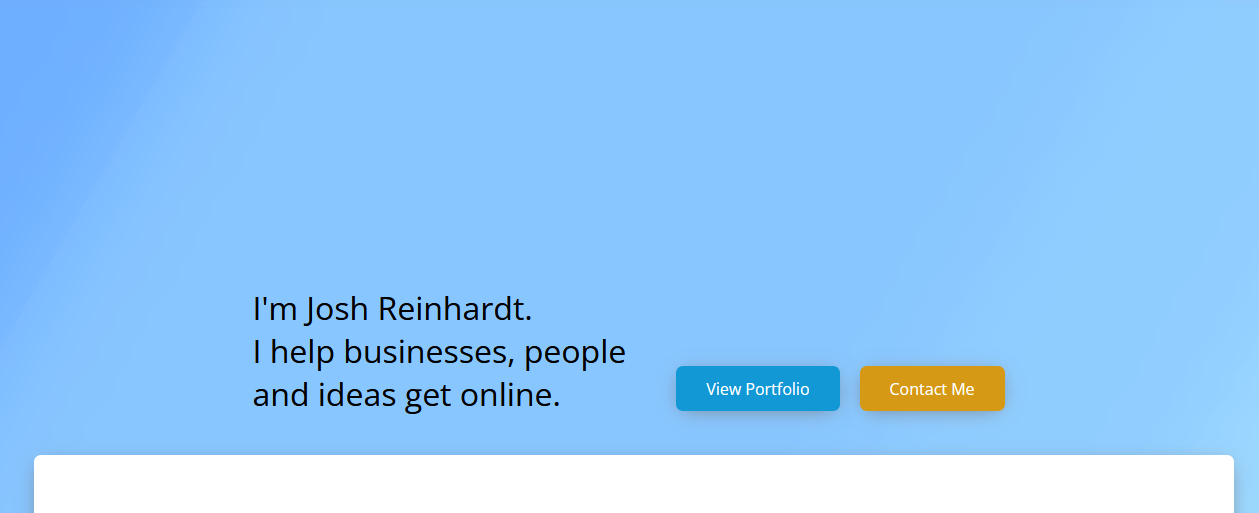 I'm Josh Reinhardt.
I help businesses, people
and ideas get online.
View Portfolio
Contact Me